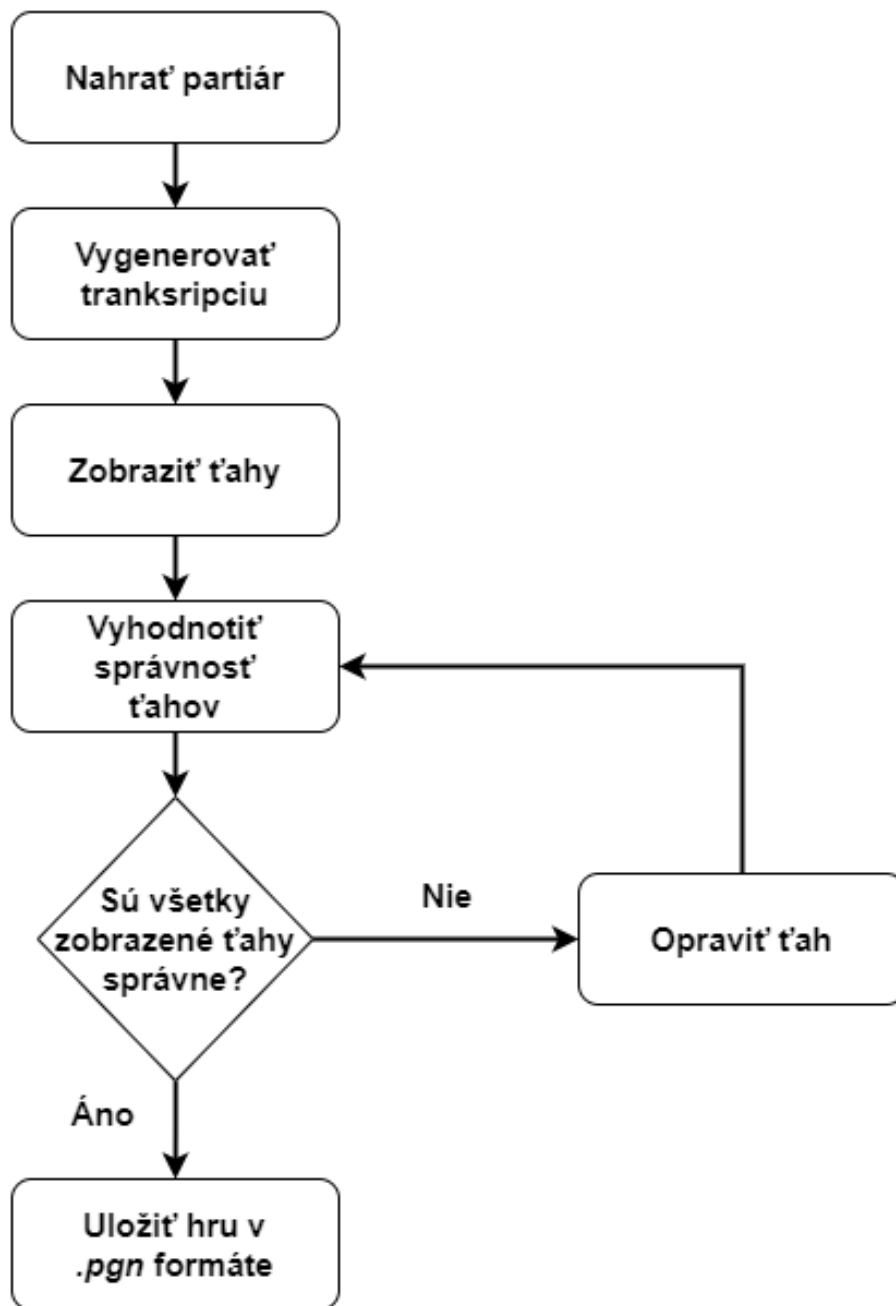 Nahrať partiár
Vygenerovať
tranksripciu
Zobraziť ťahy
Vyhodnotiť
správnosť
ťahov
Sú všetky
zobrazené ťahy
správne?
Nie
Opraviť ťah
Áno
Uložiť hru v
.pgn formáte